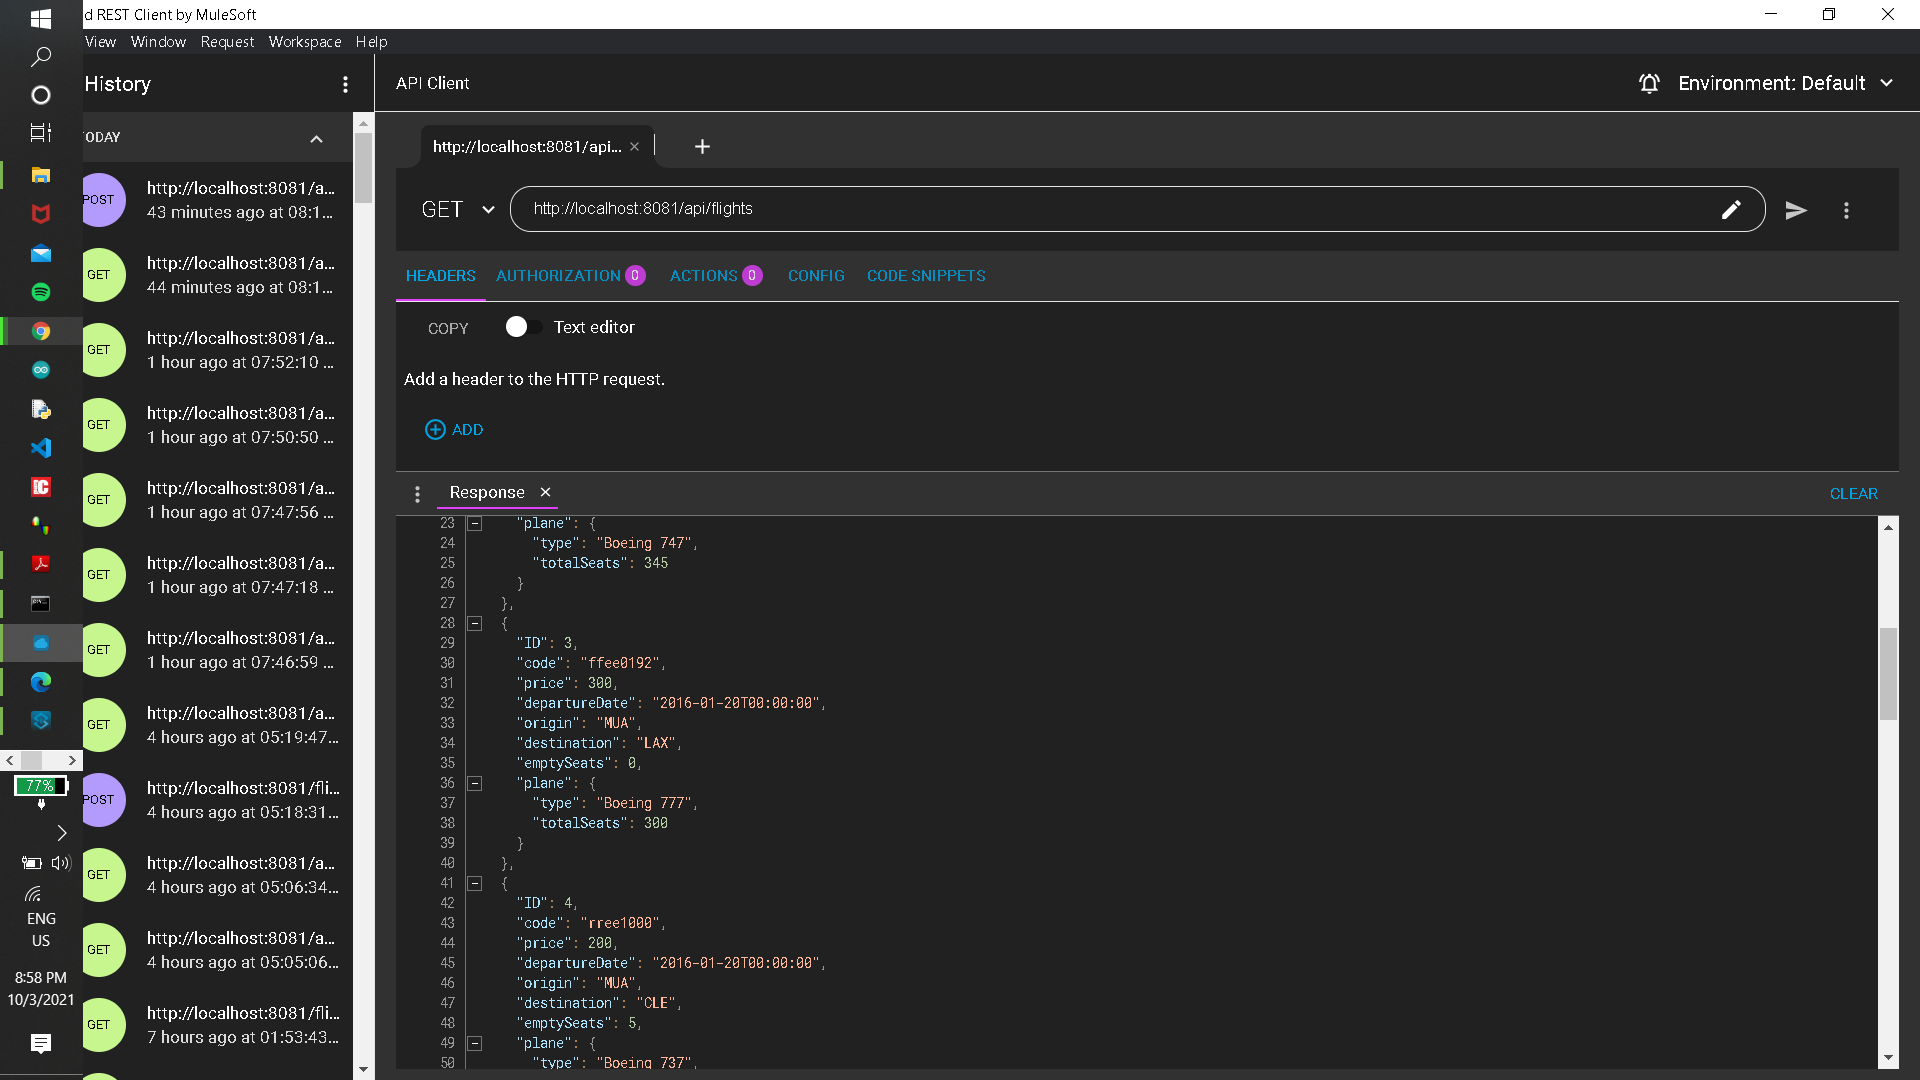 d REST Client by MuleSoft
View Window Request Workspace Help
History
API Client
Environment: Default
ODAY
http://localhost:8081/api...
GET
http://localhost:8081/api/flights
HEADERS AUTHORIZATION 0 ACTIONS 0 CONFIG CODE SNIPPETS
COPY Text editor
Add a header to the HTTP request.
ADD
POST
http://localhost:8081/a...
43 minutes ago at 08:1...
GET
http://localhost:8081/a...
44 minutes ago at 08:1...
GET
http://localhost:8081/a...
1 hour ago at 07:52:10 ...
GET
http://localhost:8081/a...
1 hour ago at 07:50:50 ...
GET
http://localhost:8081/a...
1 hour ago at 07:47:56 ...
GET
http://localhost:8081/a...
1 hour ago at 07:47:18 ...
GET
http://localhost:8081/a...
1 hour ago at 07:46:59 ...
GET
http://localhost:8081/a...
4 hours ago at 05:19:47...
POST
http://localhost:8081/fli...
4 hours ago at 05:18:31...
GET
http://localhost:8081/a...
4 hours ago at 05:06:34...
GET
http://localhost:8081/a...
4 hours ago at 05:05:06...
GET
http://localhost:8081/fli...
7 hours ago at 01:53:43...
Response
CLEAR
23 "plane": {
24 "type": "Boeing 747",
25 "totalSeats": 345
26 }
27 },
28 {
29 "ID": 3,
30 "code": "ffee0192",
31 "price": 300,
32 "departureDate": "2016-01-20T00:00:00",
33 "origin": "MUA",
34 "destination": "LAX",
35 "emptySeats": 0,
36 "plane": {
37 "type": "Boeing 777",
38 "totalSeats": 300
39 }
40 },
41 {
42 "ID": 4,
43 "code": "rree1000",
44 "price": 200,
45 "departureDate": "2016-01-20T00:00:00",
46 "origin": "MUA",
47 "destination": "CLE",
48 "emptySeats": 5,
49 "plane": {
50 "type": "Boeing 737",
77%
ENG
US
8:58 PM
10/3/2021